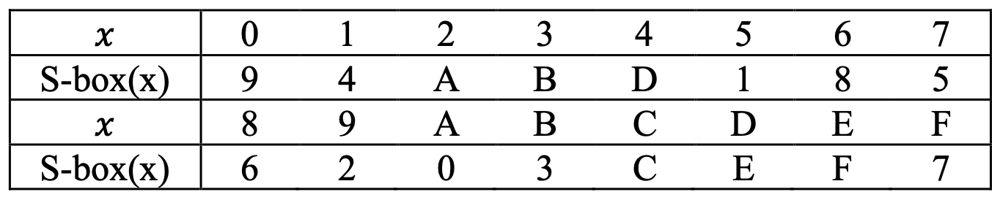 x 0 1 2 3 4 5 6 7
S-box(x) 9 4 A B D 1 8 5
x 8 9 A B C D E F
S-box(x) 6 2 0 3 C E F 7